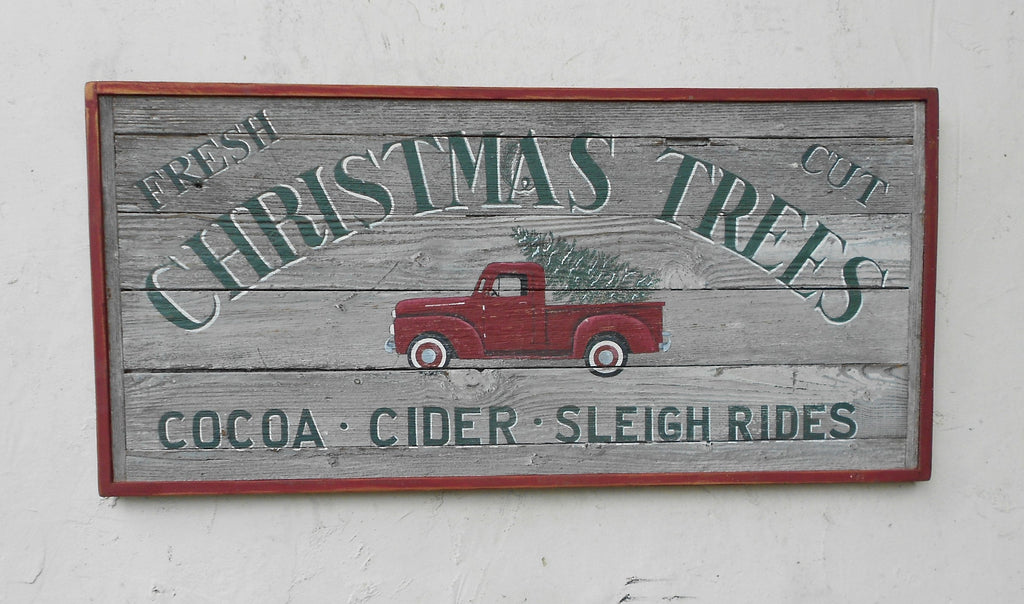 FRESH CUT
CHRISTMAS TREES
COCOA · CIDER · SLEIGH RIDES